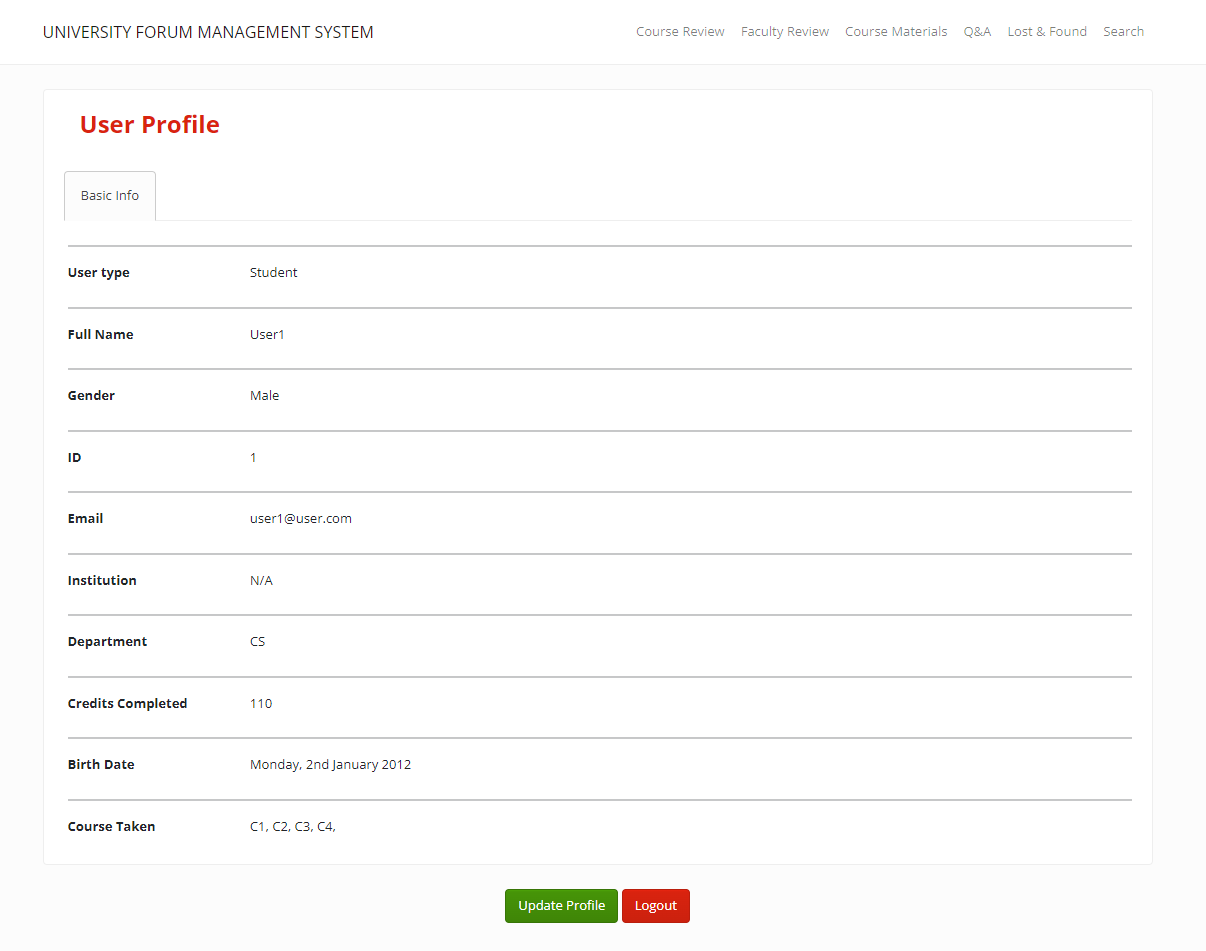 UNIVERSITY FORUM MANAGEMENT SYSTEM
Course Review Faculty Review Course Materials Q&A Lost & Found Search
User Profile
Basic Info
User type Student
Full Name User1
Gender Male
ID 1
Email user1@user.com
Institution N/A
Department CS
Credits Completed 110
Birth Date Monday, 2nd January 2012
Course Taken C1, C2, C3, C4,
Update Profile Logout